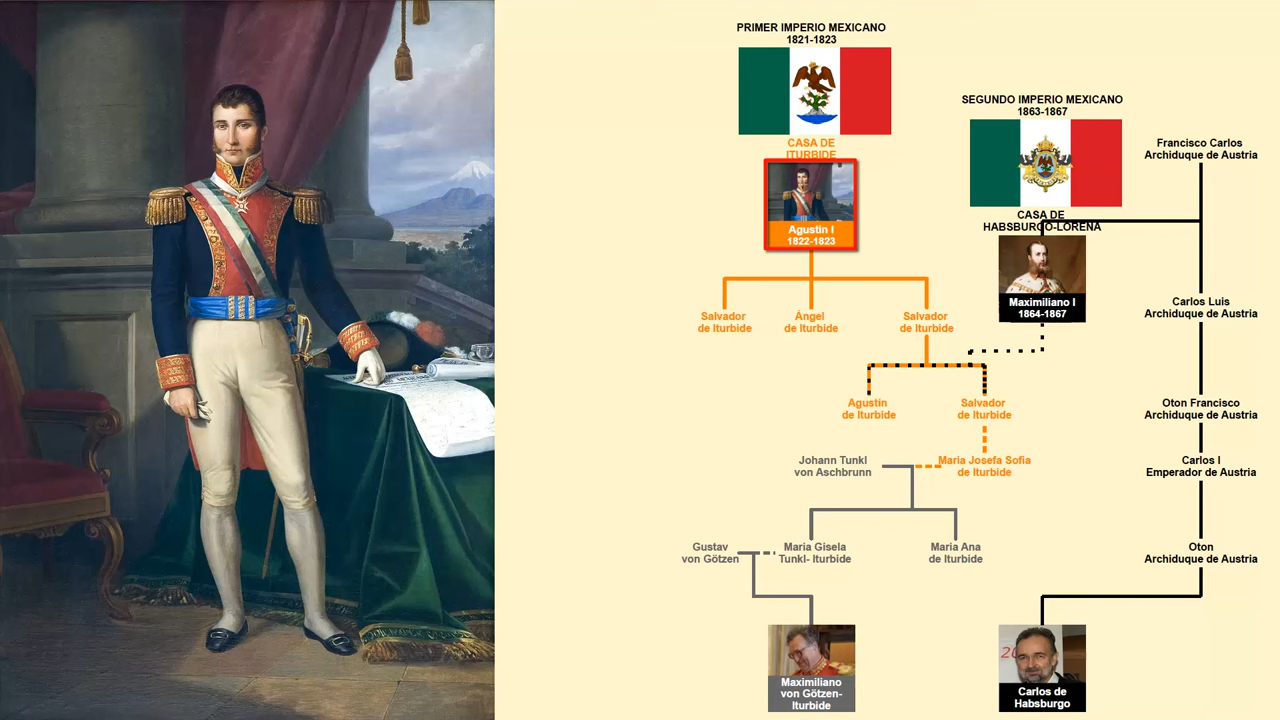 PRIMER IMPERIO MEXICANO
1821-1823
CASA DE
ITURBIDE
Agustín I
1822-1823
SEGUNDO IMPERIO MEXICANO
1863-1867
CASA DE
HABSBURGO-LORENA
Maximiliano I
1864-1867
Francisco Carlos
Archiduque de Austria
Salvador
de Iturbide
Ángel
de Iturbide
Salvador
de Iturbide
Carlos Luis
Archiduque de Austria
Agustín
de Iturbide
Salvador
de Iturbide
Oton Francisco
Archiduque de Austria
Johann Tunkl
von Aschbrunn
Maria Josefa Sofia
de Iturbide
Carlos I
Emperador de Austria
Gustav
von Götzen
Maria Gisela
Tunkl- Iturbide
Maria Ana
de Iturbide
Oton
Archiduque de Austria
Maximiliano
von Götzen-
Iturbide
20
Carlos de
Habsburgo